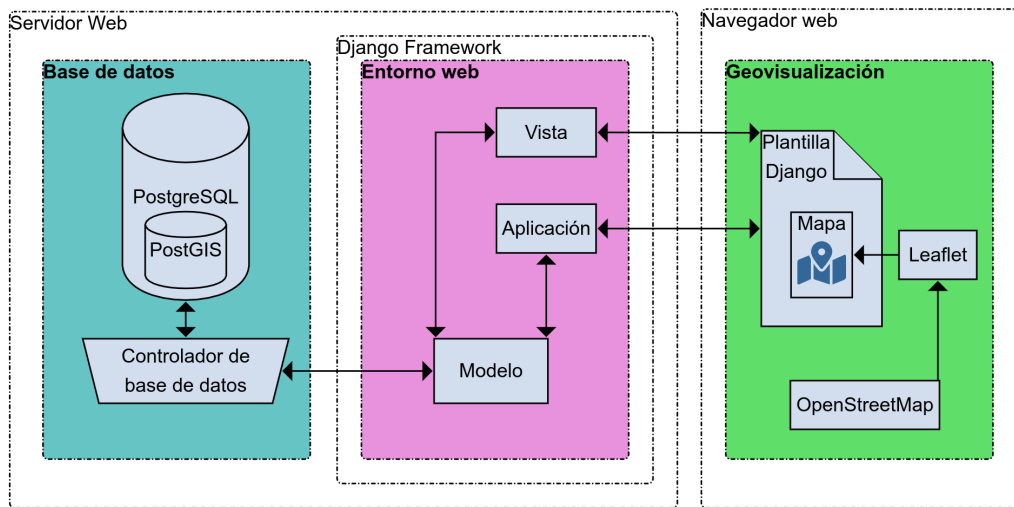 Servidor Web
Django Framework
Base de datos
PostgreSQL
PostGIS
Controlador de
base de datos
Entorno web
Vista
Aplicación
Modelo
Navegador web
Geovisualización
Plantilla
Django
Mapa
Leaflet
OpenStreetMap